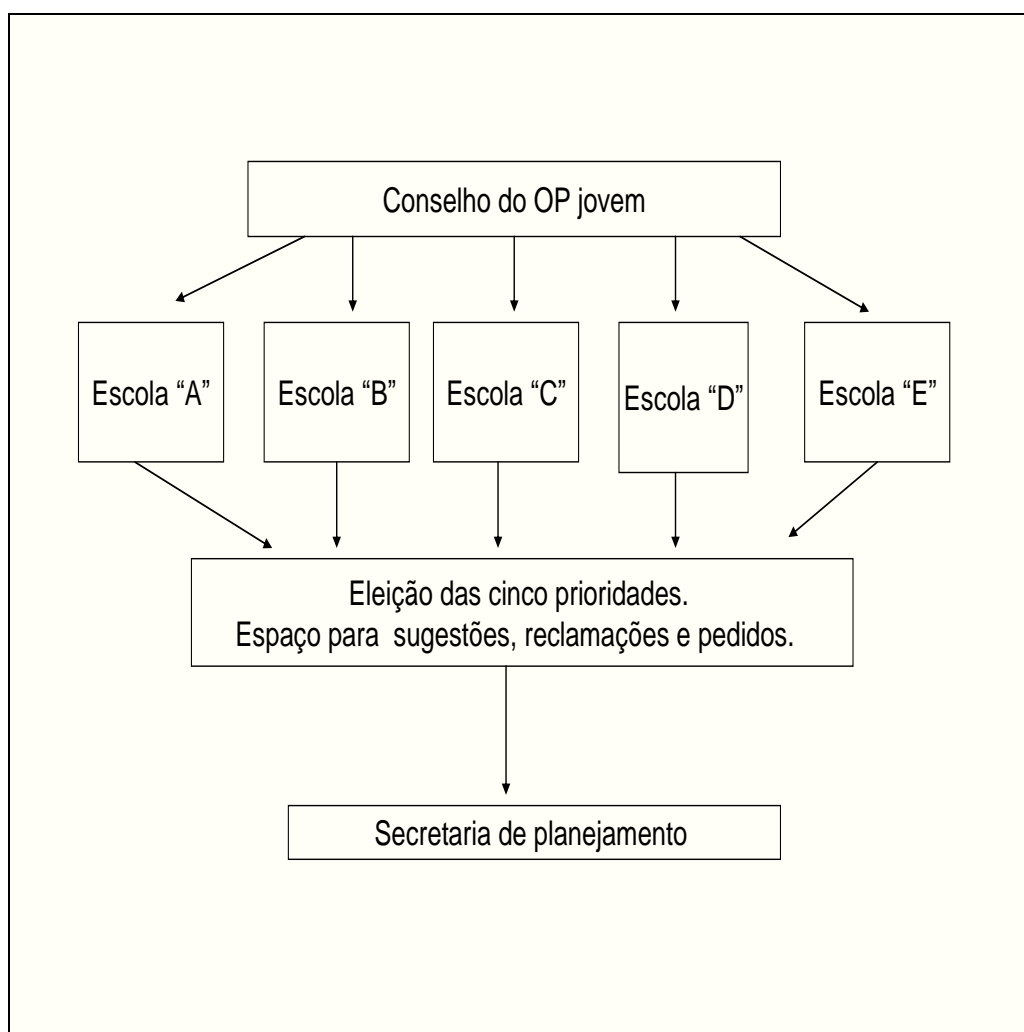 Conselho do OP jovem
Escola “A”
Escola “B”
Escola “C”
Escola “D”
Escola “E”
Eleição das cinco prioridades.
Espaço para sugestões, reclamações e pedidos.
Secretaria de planejamento